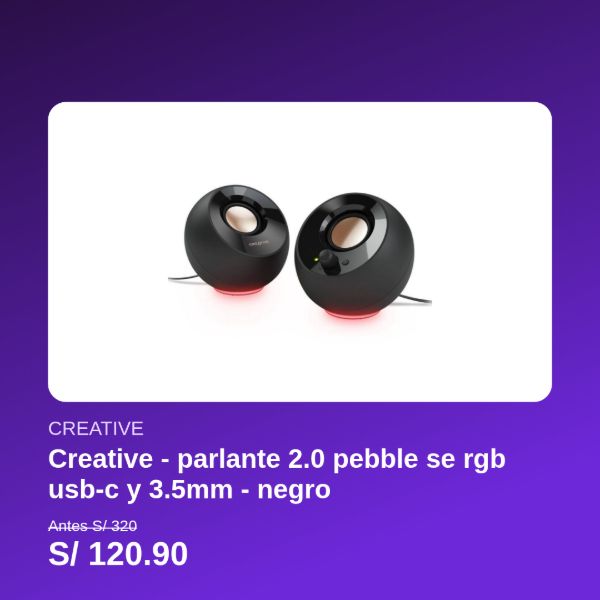 CREATIVE
Creative - parlante 2.0 pebble se rgb
usb-c y 3.5mm - negro
Antes S/ 320
S/ 120.90